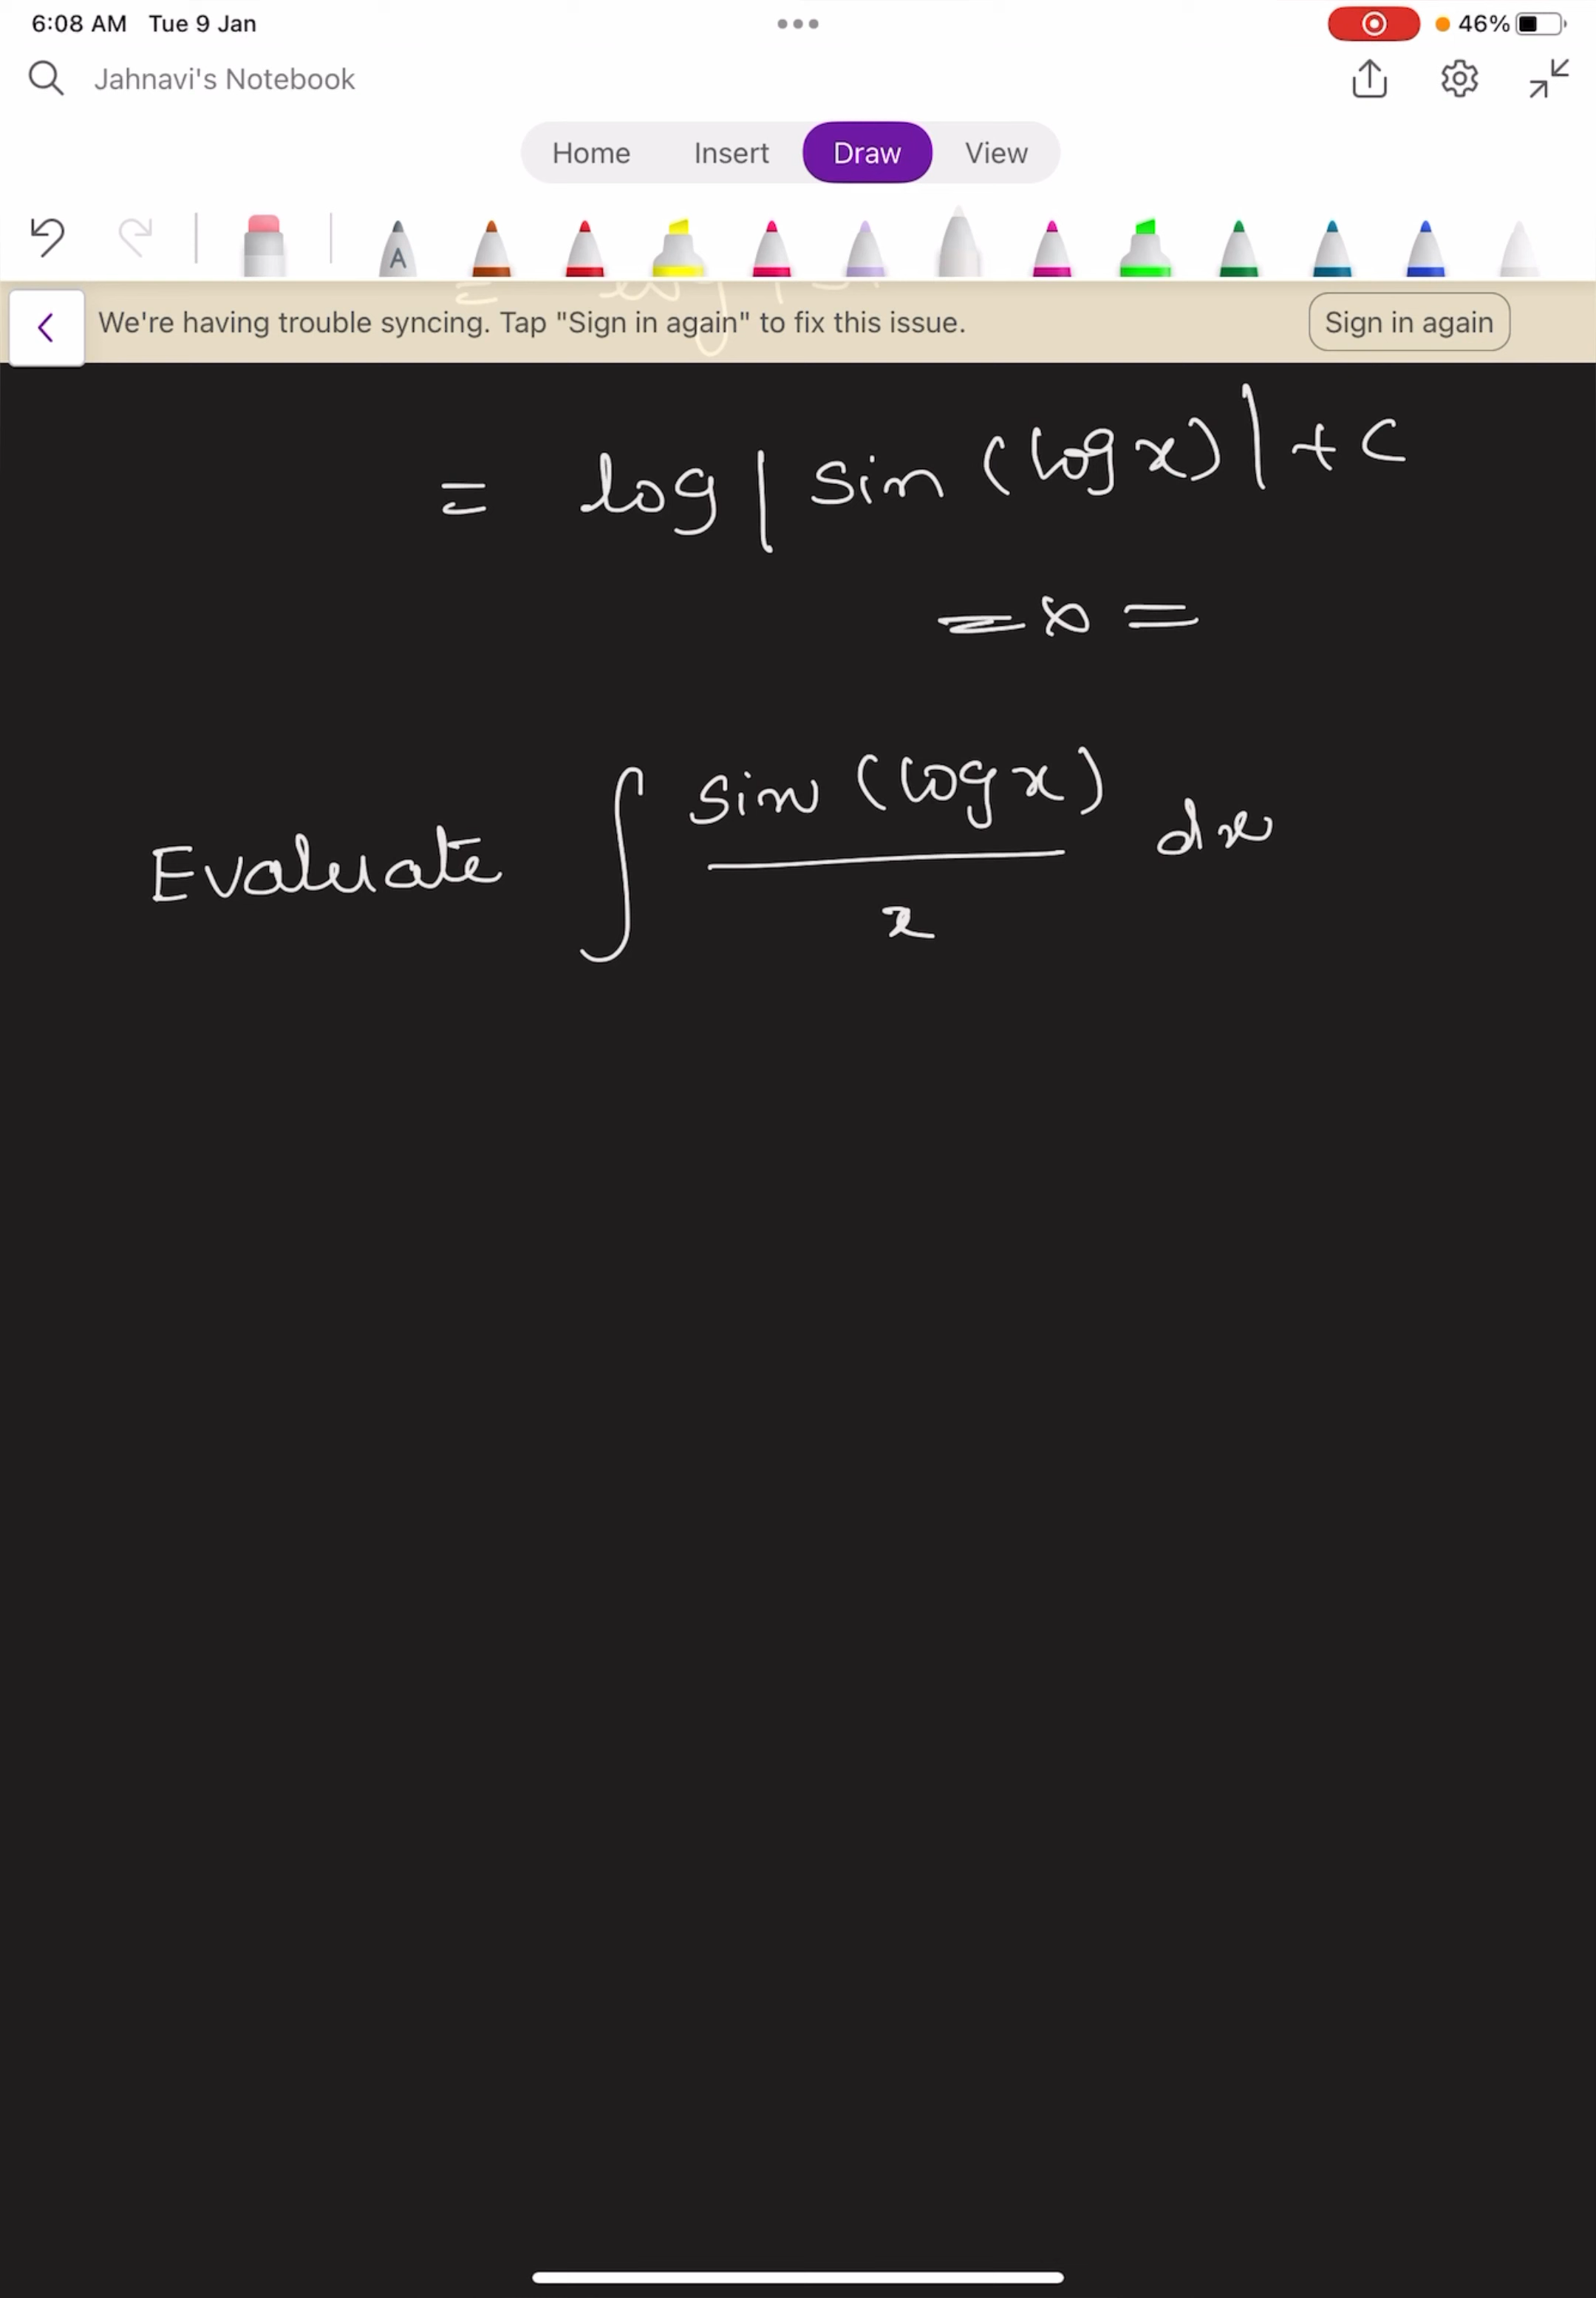 6:08 AM Tue 9 Jan ••• 46%
Jahnavi's Notebook
Home Insert Draw View
A
We're having trouble syncing. Tap "Sign in again" to fix this issue. Sign in again
= log | sin (log x) | + C
= x =
Evaluate ∫ sin (log x) / x dx